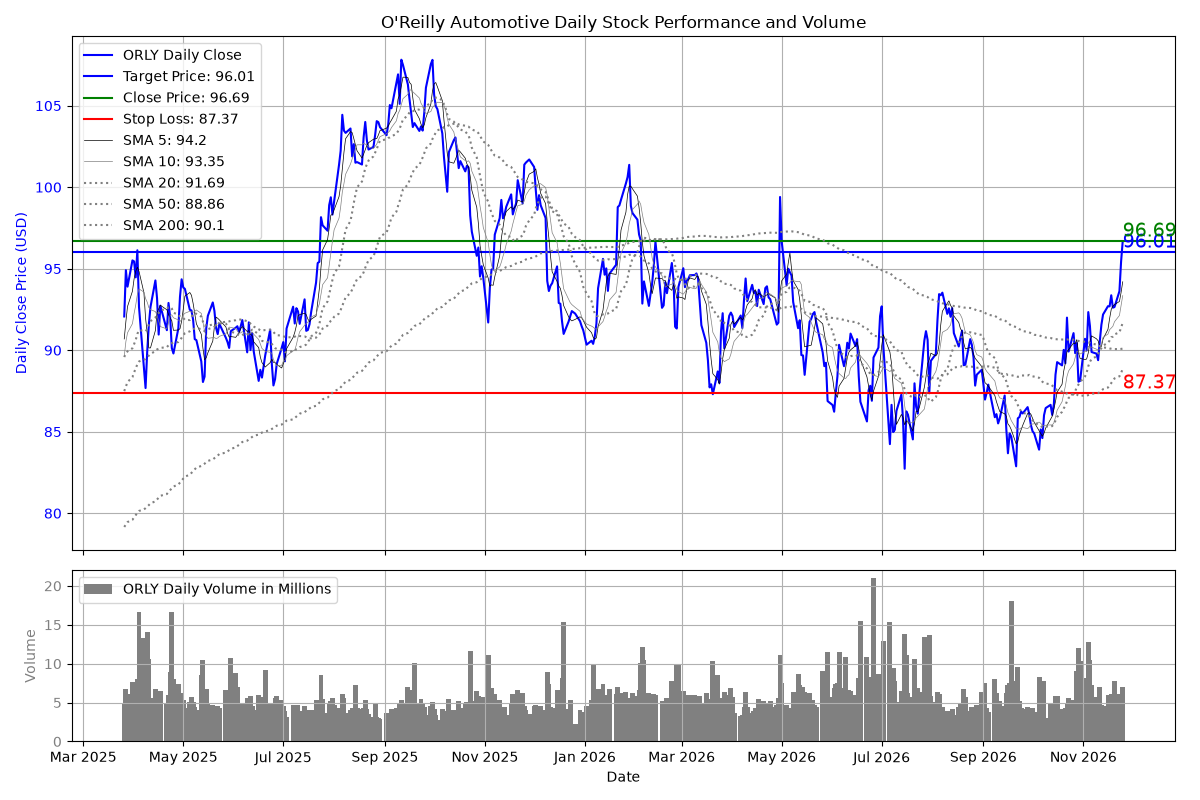 O'Reilly Automotive Daily Stock Performance and Volume
ORLY Daily Close
Target Price: 96.01
Close Price: 96.69
Stop Loss: 87.37
SMA 5: 94.2
SMA 10: 93.35
SMA 20: 91.69
SMA 50: 88.86
SMA 200: 90.1
Daily Close Price (USD)
105
100
95
90
85
80
96.69
96.01
87.37
ORLY Daily Volume in Millions
Volume
20
15
10
5
0
Mar 2025 May 2025 Jul 2025 Sep 2025 Nov 2025 Jan 2026 Mar 2026 May 2026 Jul 2026 Sep 2026 Nov 2026
Date